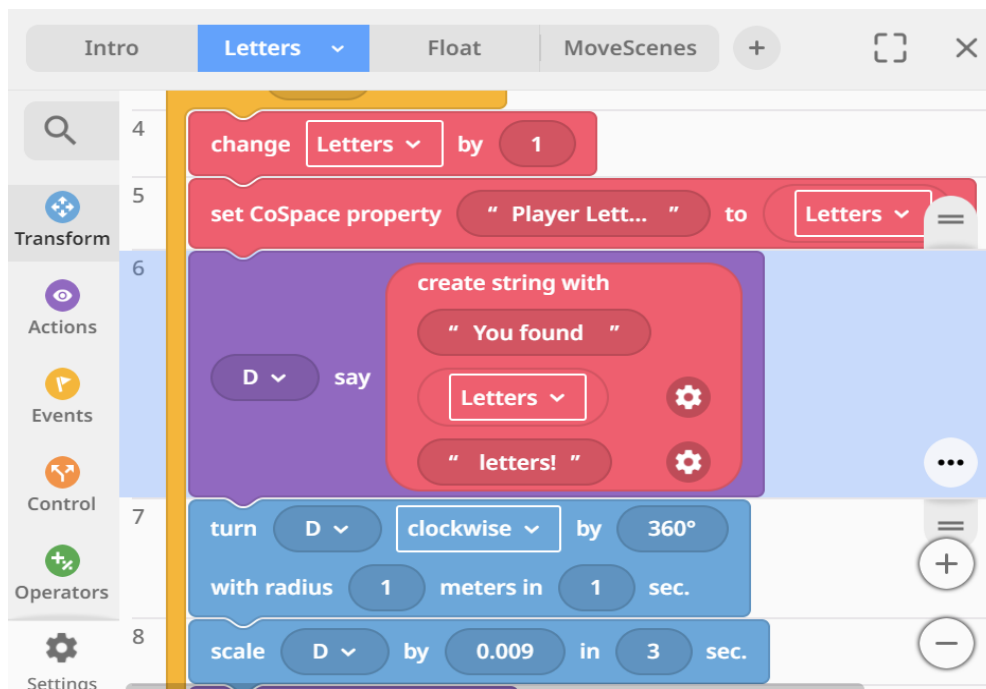 Intro Letters Float MoveScenes +
4 change Letters by 1
5 set CoSpace property “ Player Lett... ” to Letters
Transform
6 create string with
“ You found ”
D say
Letters
“ letters! ”
Actions
Events
Control
Operators
Settings
7 turn D clockwise by 360°
with radius 1 meters in 1 sec.
8 scale D by 0.009 in 3 sec.